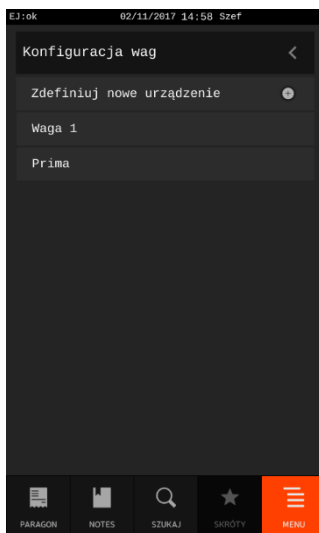 EJ:ok 02/11/2017 14:58 Szef
Konfiguracja wag
Zdefiniuj nowe urządzenie
Waga 1
Prima
PARAGON NOTES SZUKAJ SKRÓTY MENU